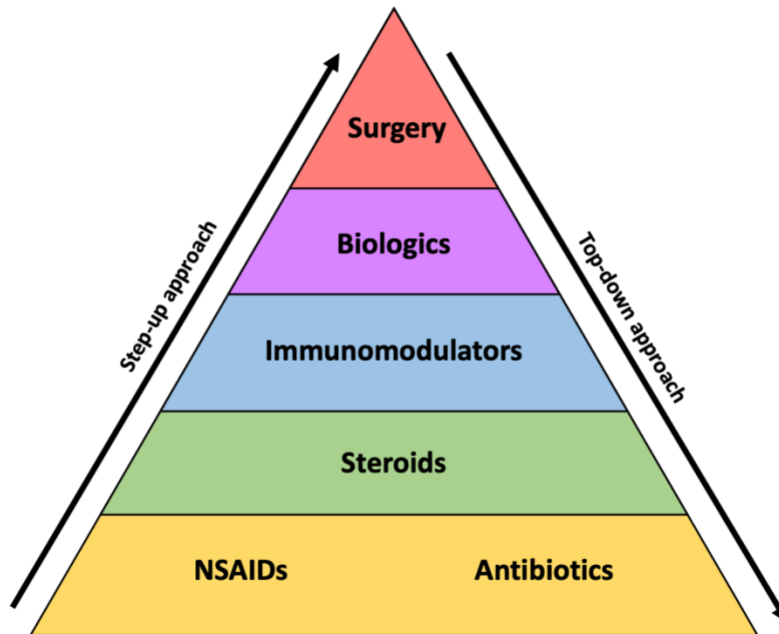 Surgery
Biologics
Step-up approach
Top-down approach
Immunomodulators
Steroids
NSAIDs
Antibiotics